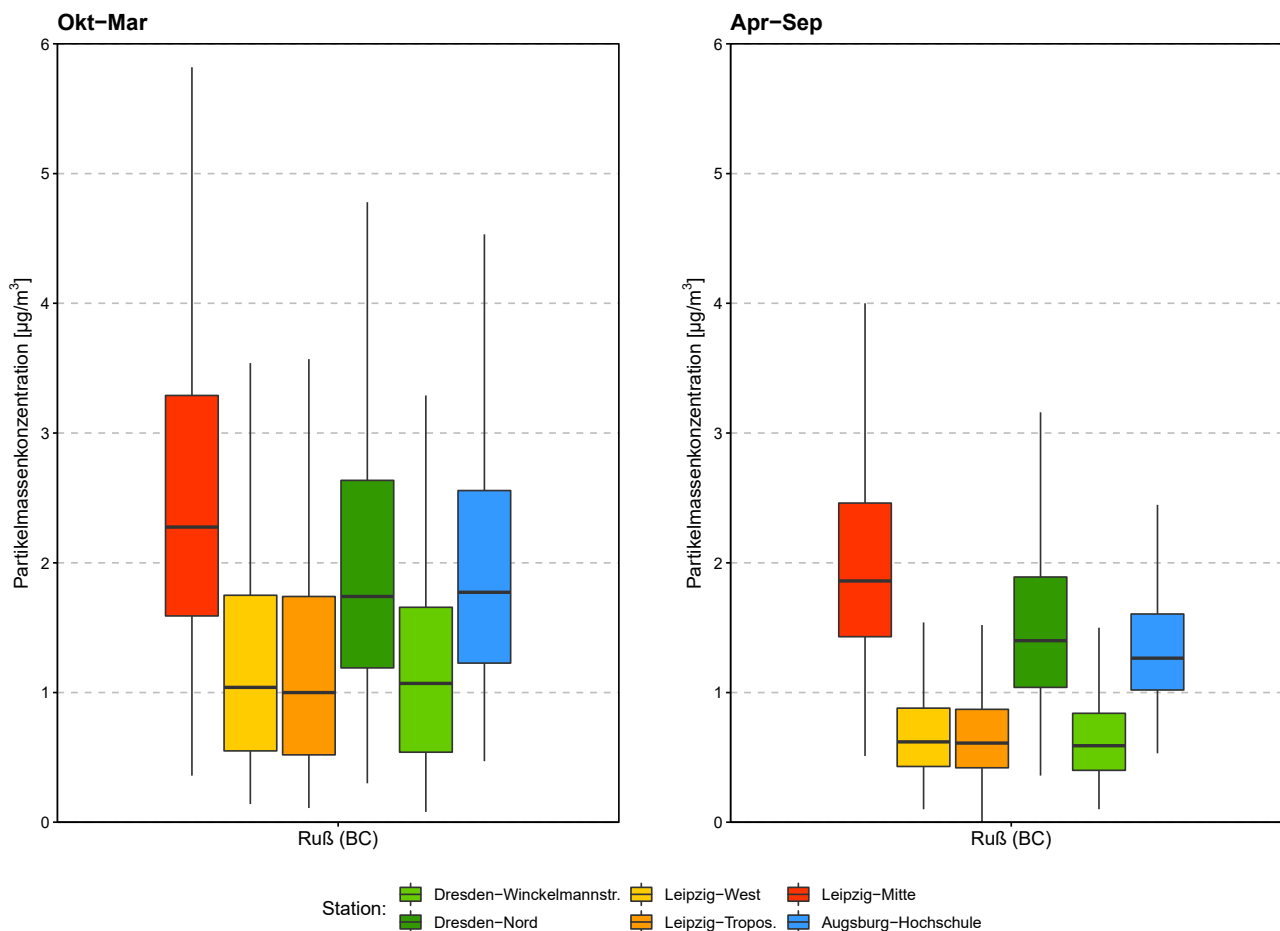 Okt−Mar
Apr−Sep
Partikelmassenkonzentration [µg/m³]
6
5
4
3
2
1
0
Ruß (BC)
Partikelmassenkonzentration [µg/m³]
6
5
4
3
2
1
0
Ruß (BC)
Station:
Dresden−Winckelmannstr.
Leipzig−West
Leipzig−Mitte
Dresden−Nord
Leipzig−Tropos.
Augsburg−Hochschule